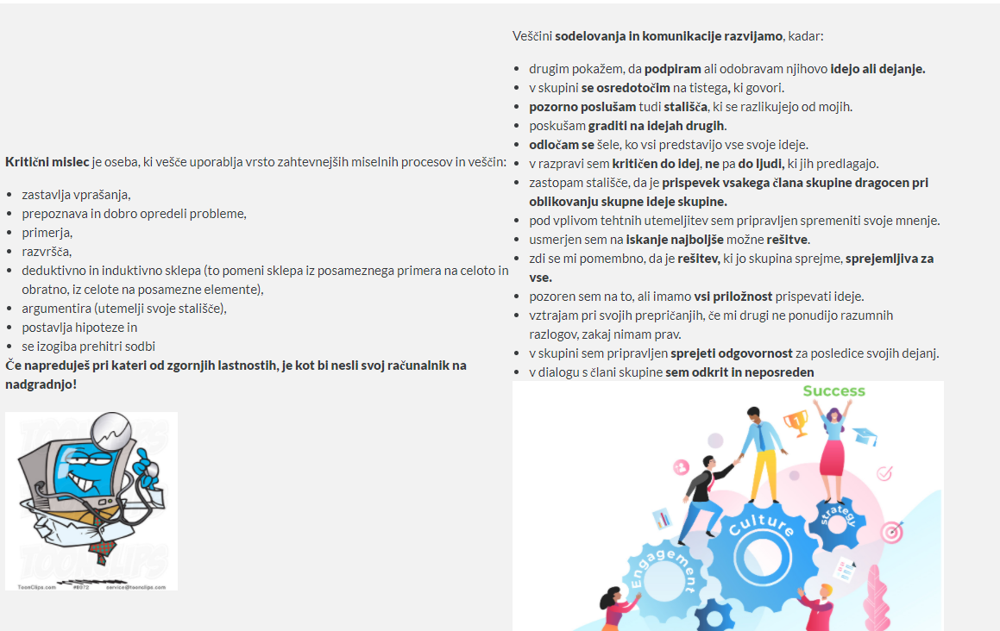 Kritični mislec je oseba, ki vešče uporablja vrsto zahtevnejših miselnih procesov in veščin:
zastavlja vprašanja,
prepoznava in dobro opredeli probleme,
primerja,
razvršča,
deduktivno in induktivno sklepa (to pomeni sklepa iz posameznega primera na celoto in
obratno, iz celote na posamezne elemente),
argumentira (utemelji svoje stališče),
postavlja hipoteze in
se izogiba prehitri sodbi
Če napreduješ pri kateri od zgornjih lastnostih, je kot bi nesli svoj računalnik na
nadgradnjo!
TOONCLIPS
TOONCLIPS
ToonClips.com #8072 service@toonclips.com
Veščini sodelovanja in komunikacije razvijamo, kadar:
drugim pokažem, da podpiram ali odobravam njihovo idejo ali dejanje.
v skupini se osredotočim na tistega, ki govori.
pozorno poslušam tudi stališča, ki se razlikujejo od mojih.
poskušam graditi na idejah drugih.
odločam se šele, ko vsi predstavijo vse svoje ideje.
v razpravi sem kritičen do idej, ne pa do ljudi, ki jih predlagajo.
zastopam stališče, da je prispevek vsakega člana skupine dragocen pri
oblikovanju skupne ideje skupine.
pod vplivom tehtnih utemeljitev sem pripravljen spremeniti svoje mnenje.
usmerjen sem na iskanje najboljše možne rešitve.
zdi se mi pomembno, da je rešitev, ki jo skupina sprejme, sprejemljiva za
vse.
pozoren sem na to, ali imamo vsi priložnost prispevati ideje.
vztrajam pri svojih prepričanjih, če mi drugi ne ponudijo razumnih
razlogov, zakaj nimam prav.
v skupini sem pripravljen sprejeti odgovornost za posledice svojih dejanj.
v dialogu s člani skupine sem odkrit in neposreden
Success
Culture
strategy
Engagement